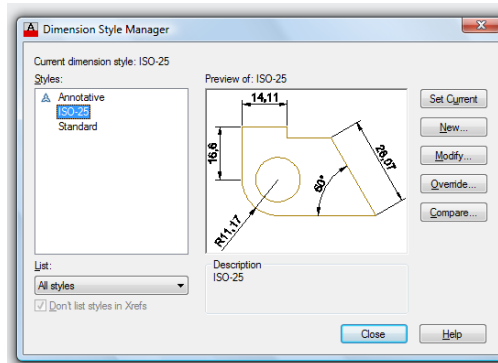 Dimension Style Manager
Current dimension style: ISO-25
Styles:
Annotative
ISO-25
Standard
Preview of: ISO-25
14,11
16,6
R11,17
60°
26,07
Set Current
New...
Modify...
Override...
Compare...
List:
All styles
Don't list styles in Xrefs
Description
ISO-25
Close
Help